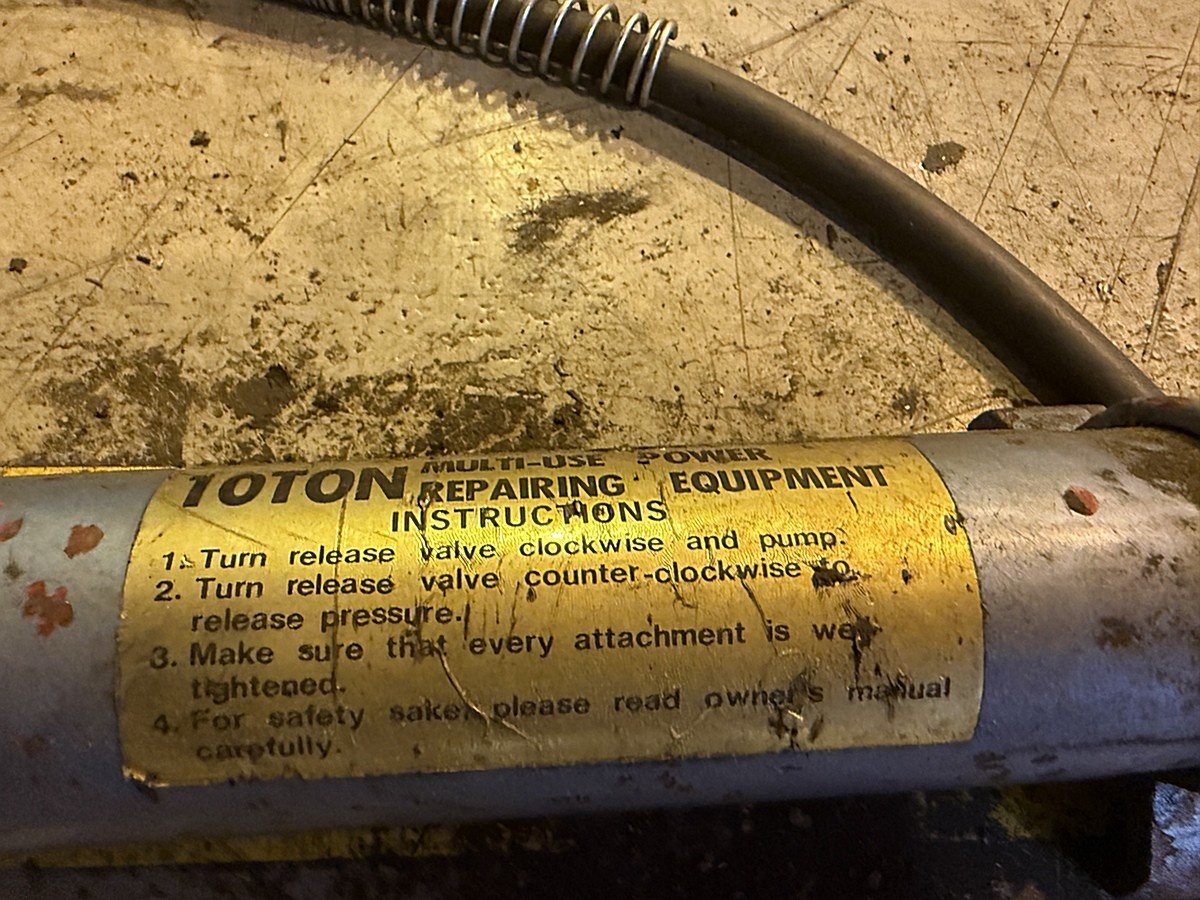 10TON MULTI-USE POWER
REPAIRING EQUIPMENT
INSTRUCTIONS
1. Turn release valve clockwise and pump.
2. Turn release valve counter-clockwise to
release pressure.
3. Make sure that every attachment is well
tightened.
4. For safety sake, please read owner's manual
carefully.